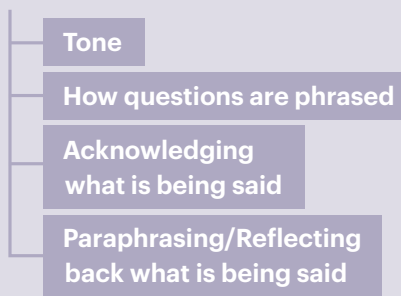 Tone
How questions are phrased
Acknowledging
what is being said
Paraphrasing/Reflecting
back what is being said